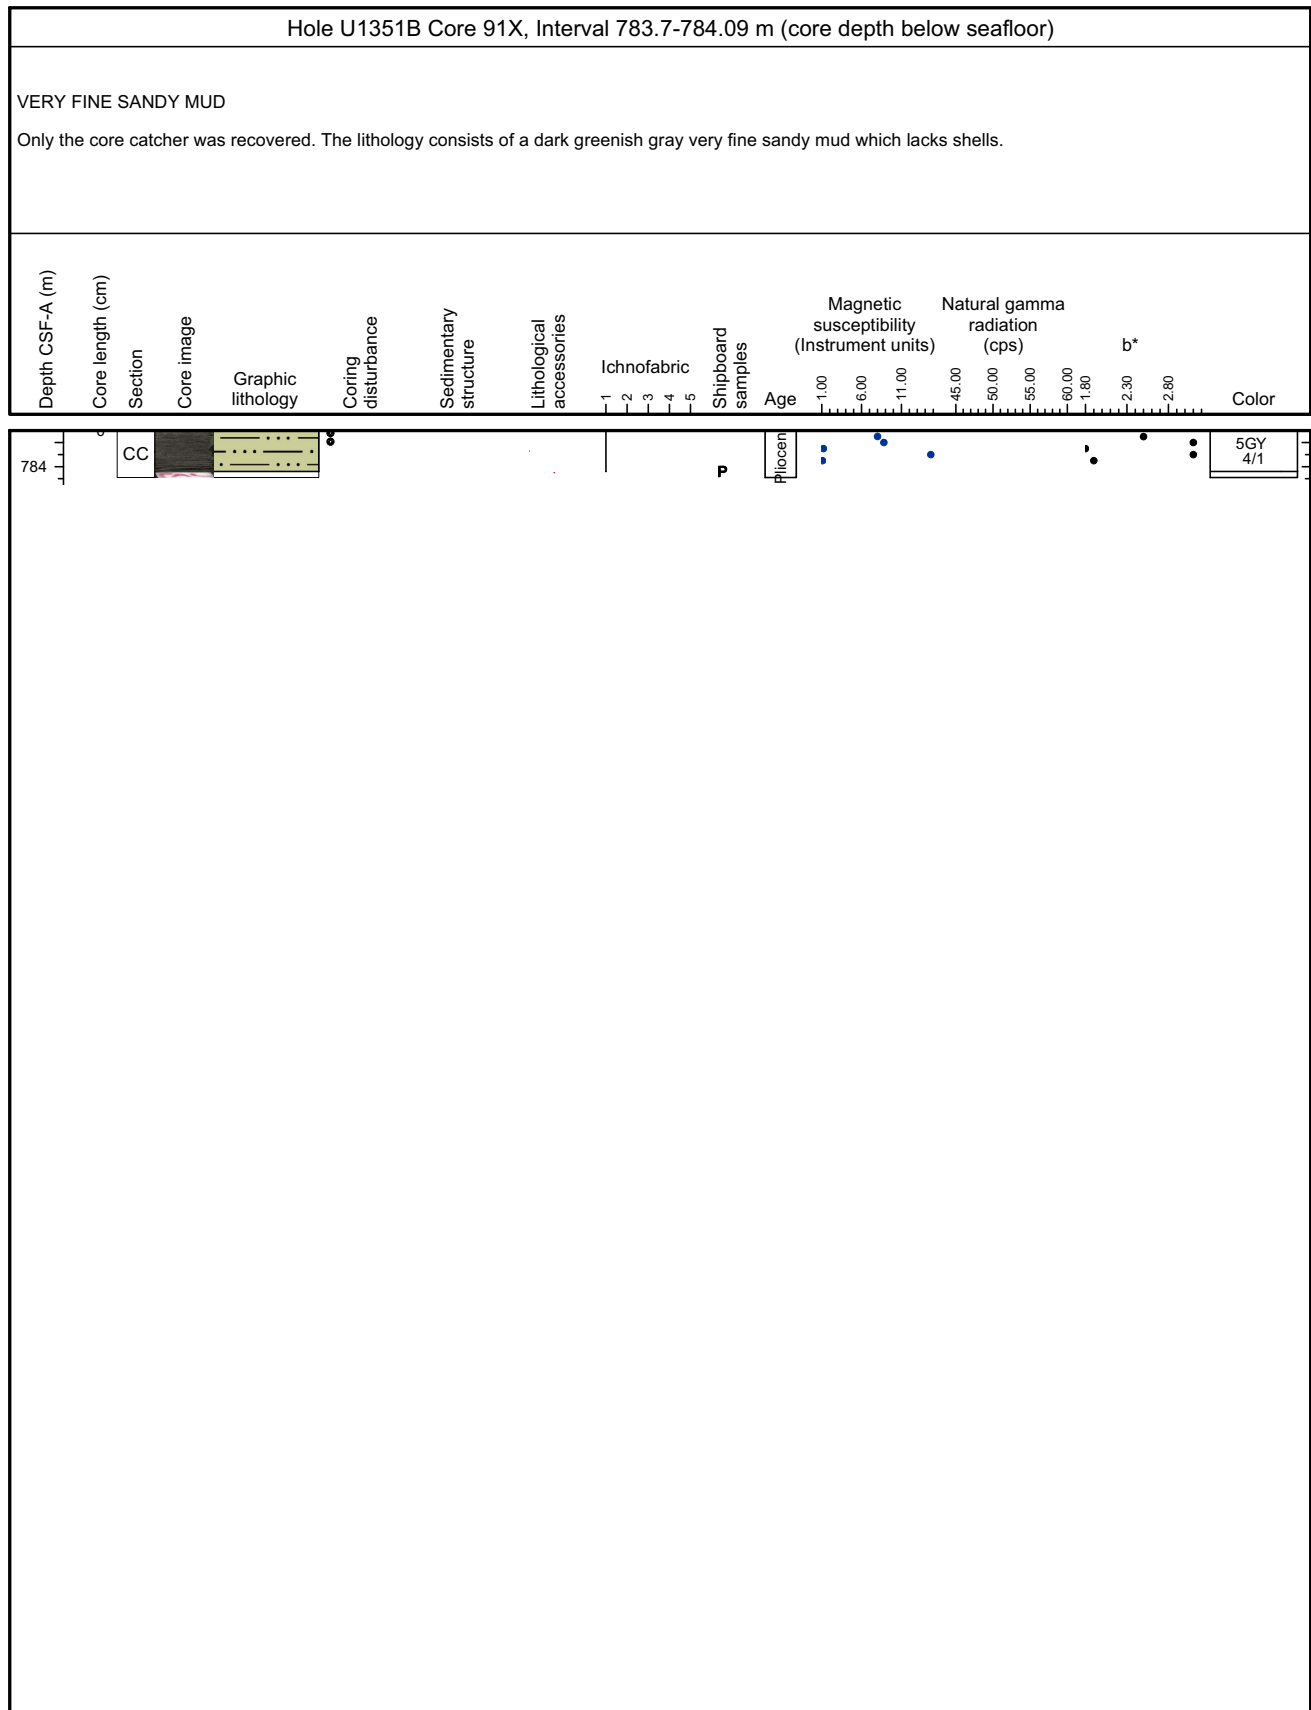 Hole U1351B Core 91X, Interval 783.7-784.09 m (core depth below seafloor)
VERY FINE SANDY MUD
Only the core catcher was recovered. The lithology consists of a dark greenish gray very fine sandy mud which lacks shells.
Depth CSF-A (m)
Core length (cm)
Section
Core image
Graphic
lithology
Coring
disturbance
Sedimentary
structure
Lithological
accessories
Ichnofabric
1 2 3 4 5
Shipboard
samples
Age
Magnetic
susceptibility
(Instrument units)
1.00 6.00 11.00
Natural gamma
radiation
(cps)
45.00 50.00 55.00 60.00
b*
1.80 2.30 2.80
Color
784
CC
P
Pliocen
5GY
4/1